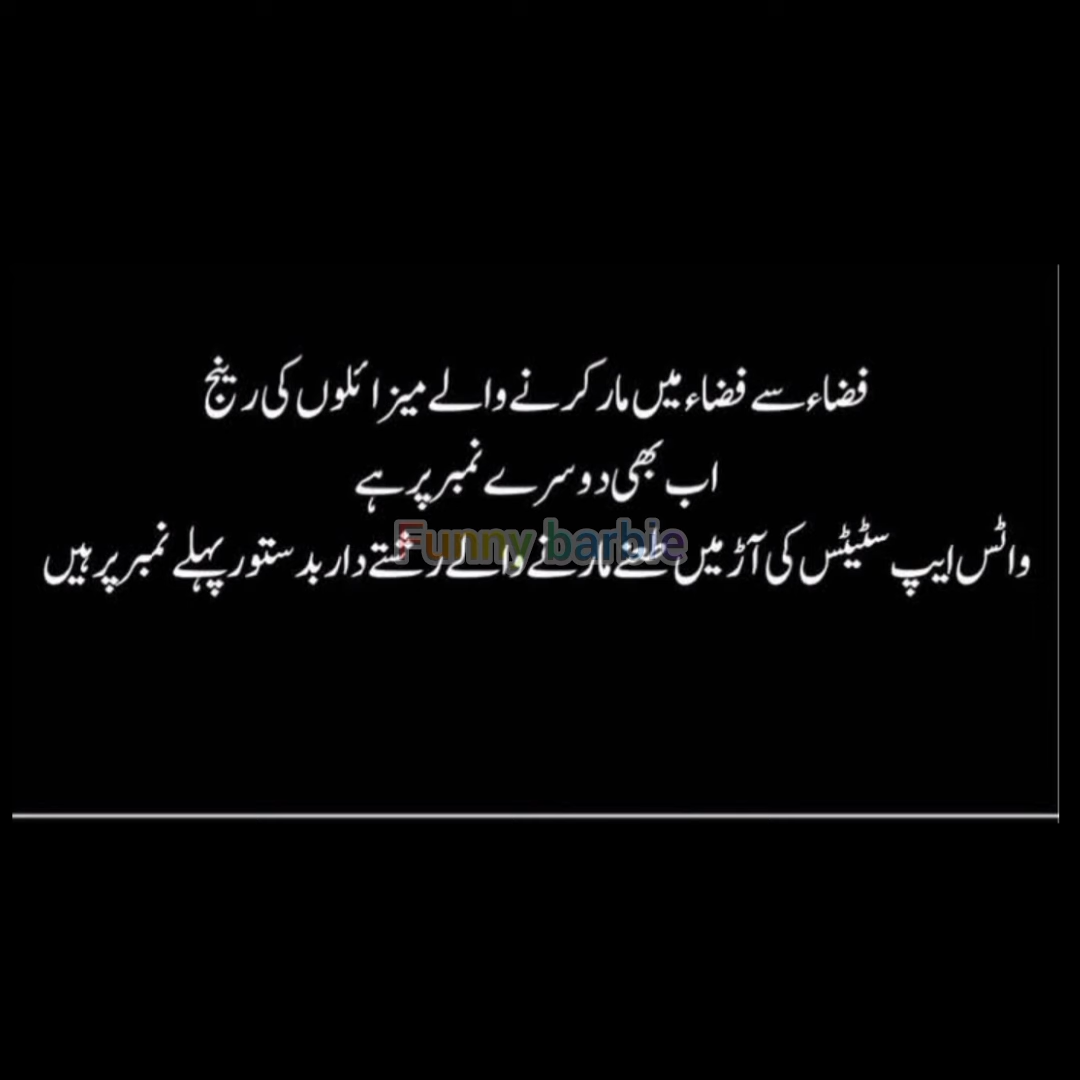 فضاء سے فضاء میں مار کرنے والے میزائلوں کی رینج
اب بھی دوسرے نمبر پر ہے
Funny barbie
واٹس ایپ سٹیٹس کی آڑ میں طعنے مارنے والے رشتے دار بدستور پہلے نمبر پر ہیں